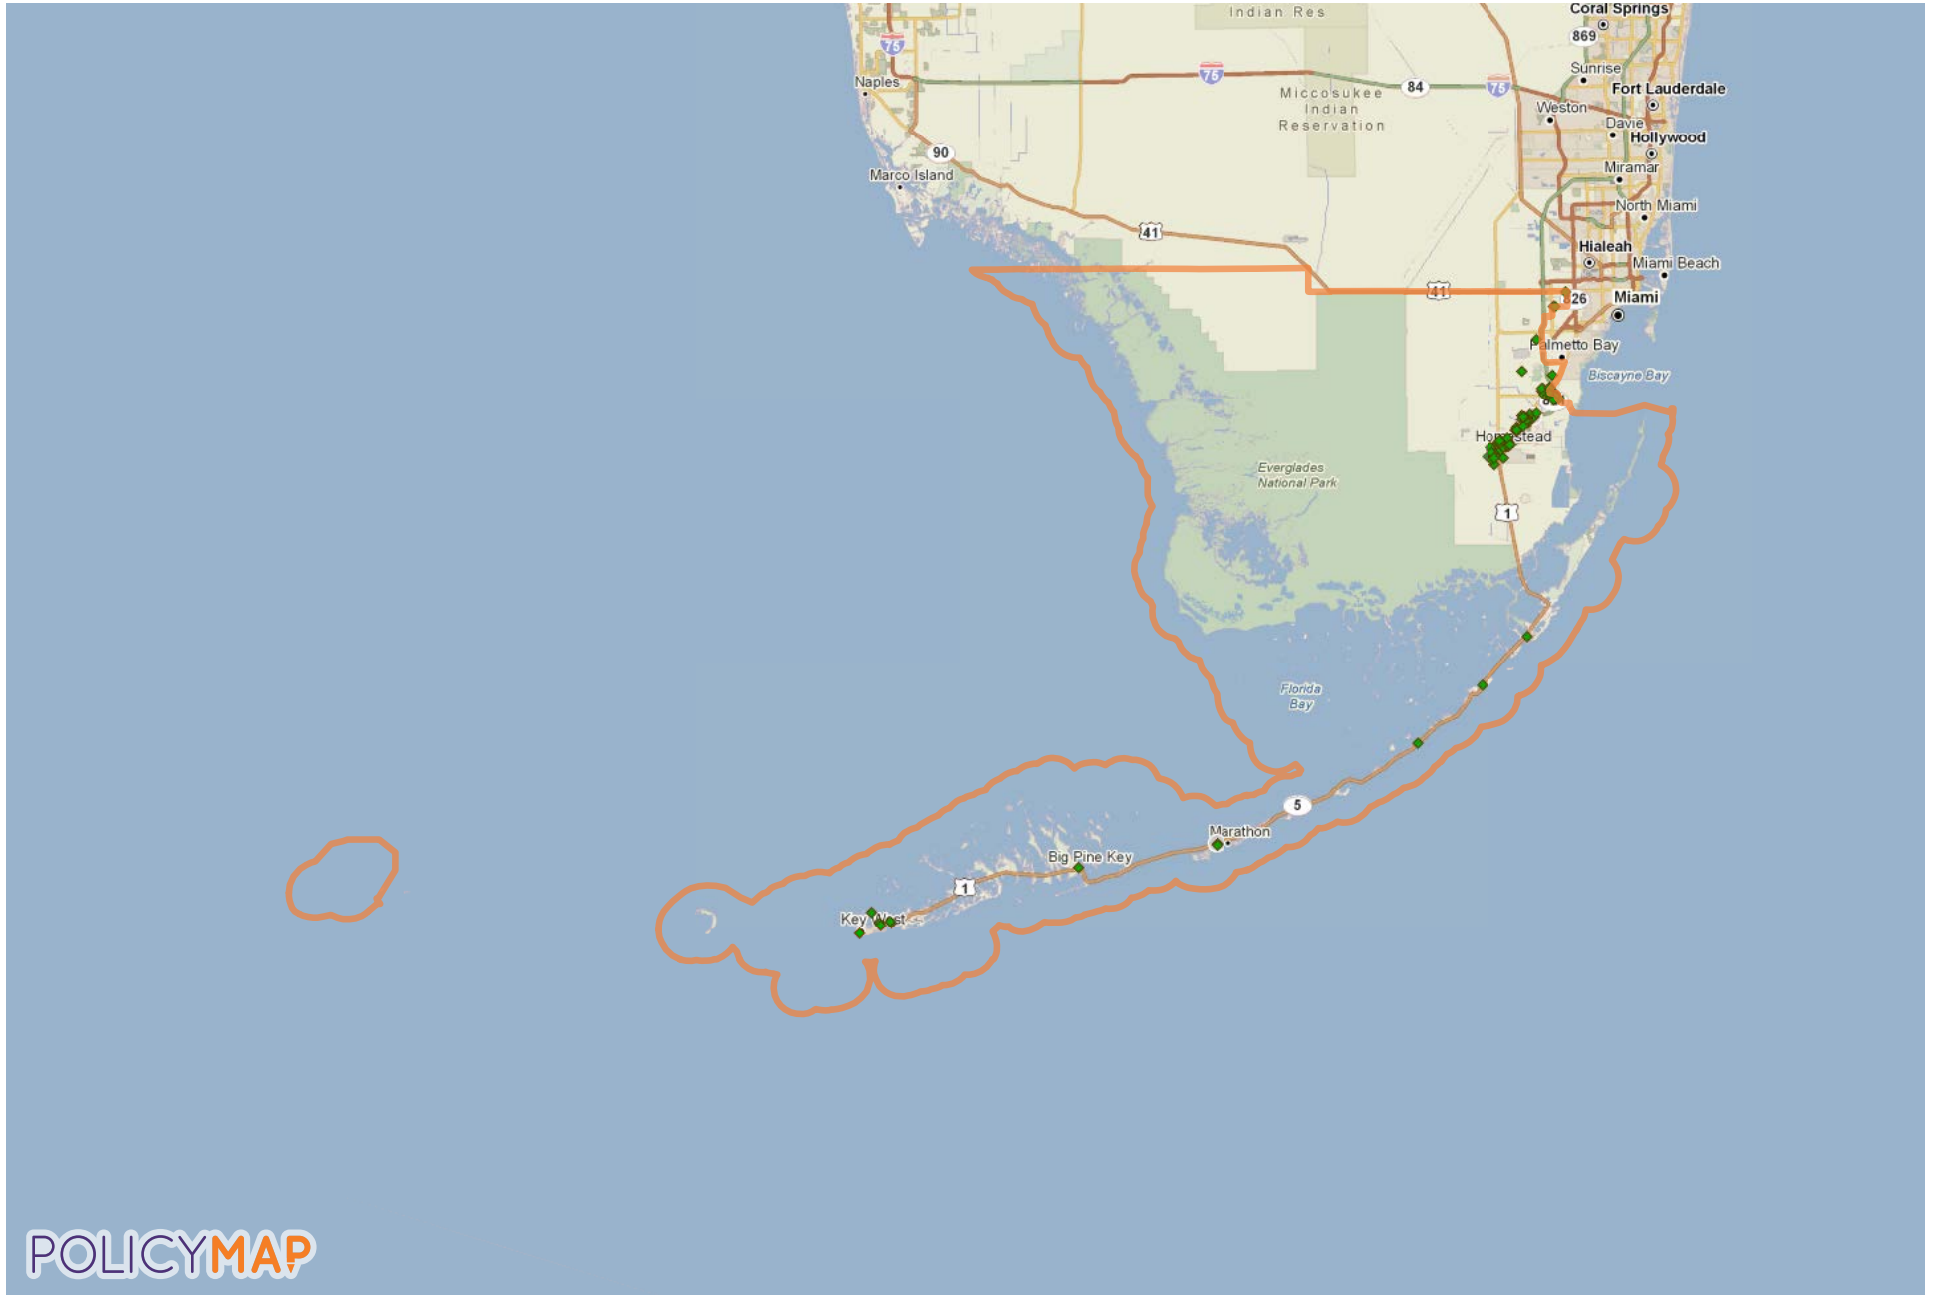 Indian Res
Coral Springs
869
75
Sunrise
Naples
75
84
75
Fort Lauderdale
Miccosukee
Indian
Reservation
Weston
Davie
Hollywood
90
Marco Island
Miramar
North Miami
41
Hialeah
Miami Beach
41
826
Miami
Palmetto Bay
Biscayne Bay
Homestead
Everglades
National Park
1
Florida
Bay
5
Marathon
Big Pine Key
1
Key West
POLICYMAP